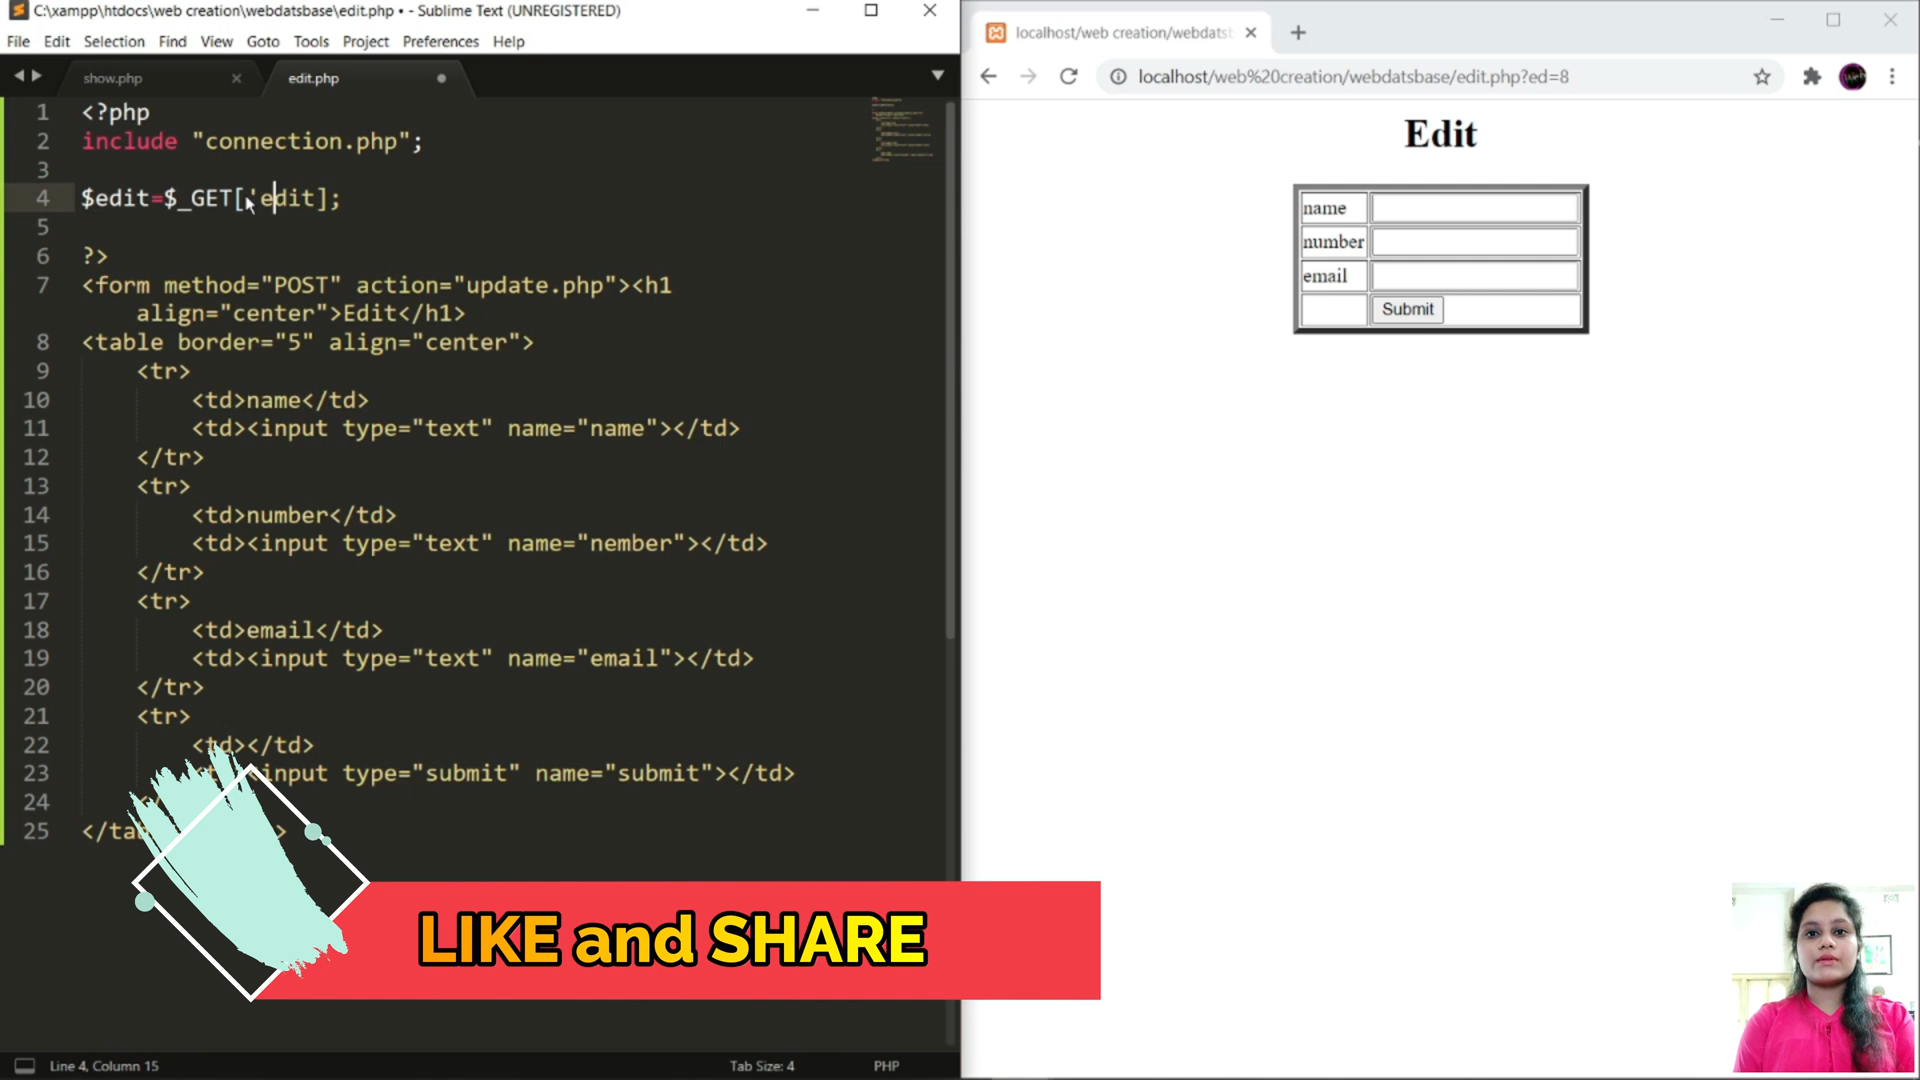 C:\xampp\htdocs\web creation\webdatsbase\edit.php • - Sublime Text (UNREGISTERED)
File Edit Selection Find View Goto Tools Project Preferences Help
show.php
edit.php
1 <?php
2 include "connection.php";
3
4 $edit=$_GET['edit];
5
6 ?>
7 <form method="POST" action="update.php"><h1
align="center">Edit</h1>
8 <table border="5" align="center">
9 <tr>
10 <td>name</td>
11 <td><input type="text" name="name"></td>
12 </tr>
13 <tr>
14 <td>number</td>
15 <td><input type="text" name="nember"></td>
16 </tr>
17 <tr>
18 <td>email</td>
19 <td><input type="text" name="email"></td>
20 </tr>
21 <tr>
22 <td></td>
23 <input type="submit" name="submit"></td>
24
25 </tab
LIKE and SHARE
Line 4, Column 15
Tab Size: 4
PHP
localhost/web creation/webdatsb
localhost/web%20creation/webdatsbase/edit.php?ed=8
Edit
name
number
email
Submit